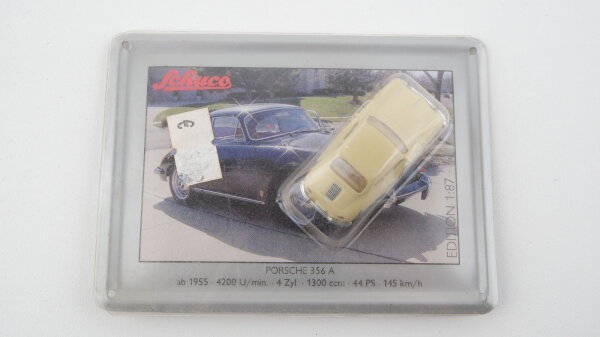 Schuco
EDITION 1:87
PORSCHE 356 A
ab 1955 · 4200 U/min. · 4 Zyl. · 1300 ccm · 44 PS · 145 km/h